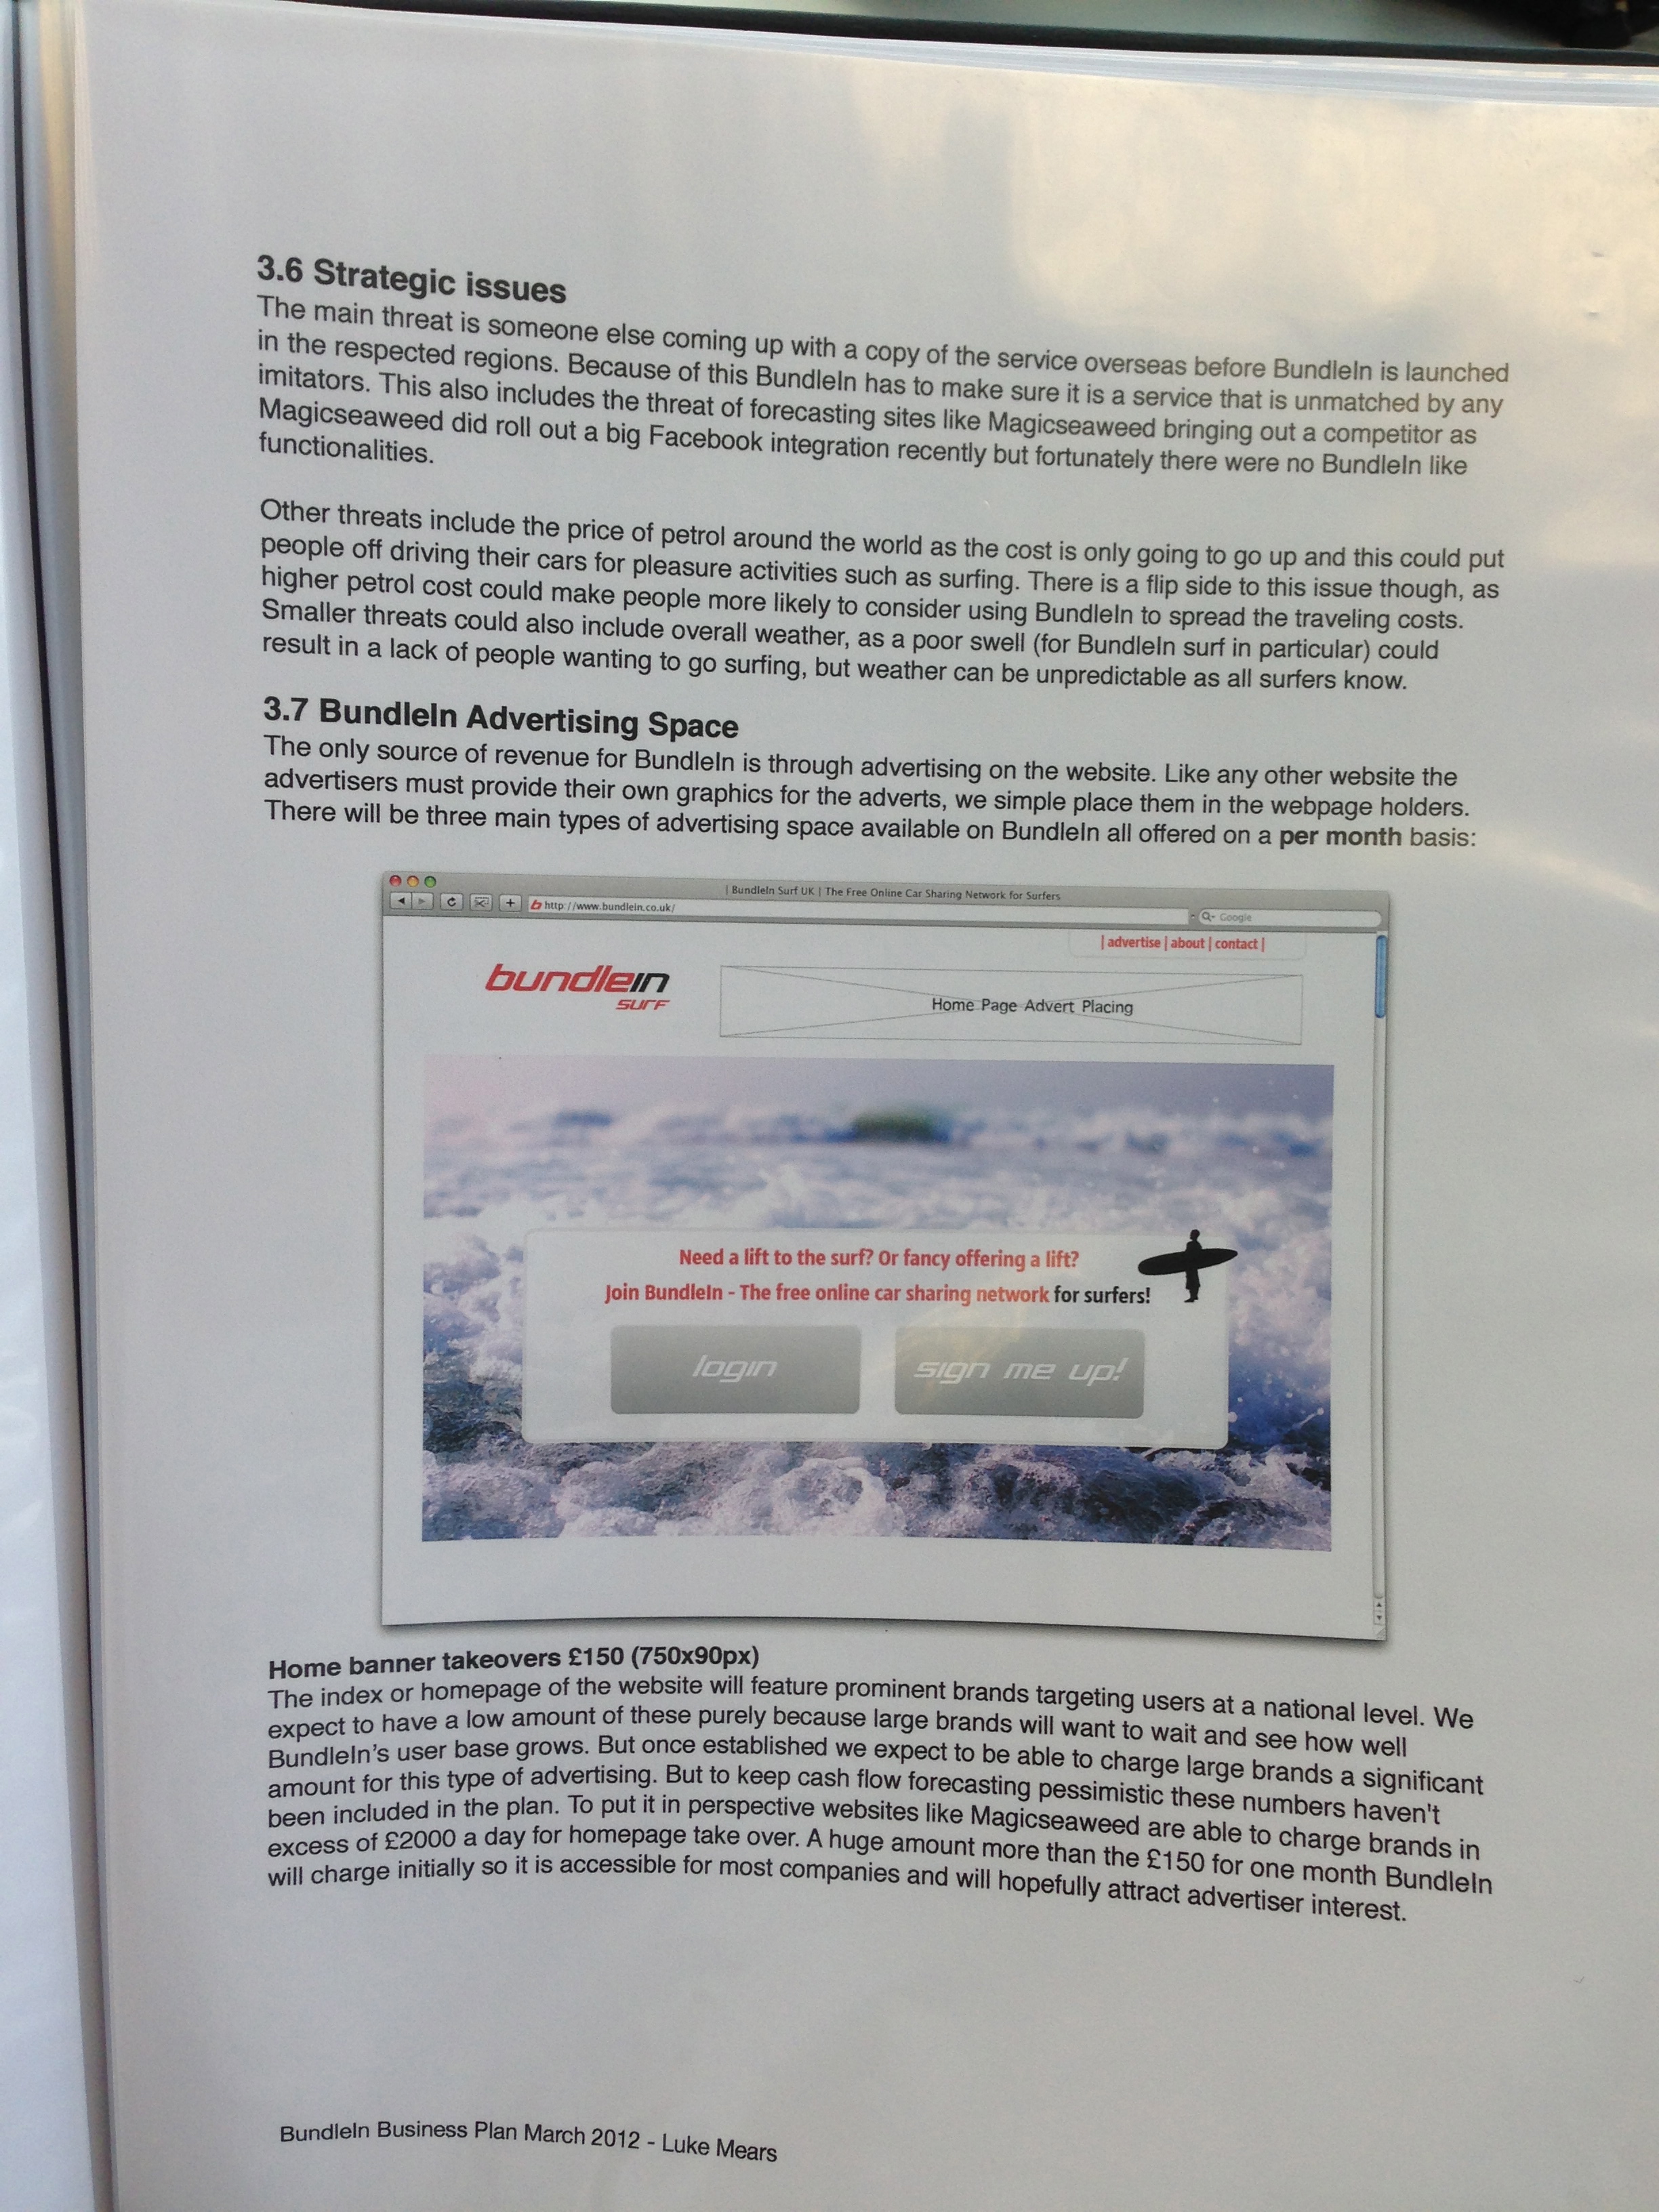 3.6 Strategic issues
The main threat is someone else coming up with a copy of the service overseas before BundleIn is launched
in the respected regions. Because of this BundleIn has to make sure it is a service that is unmatched by any
imitators. This also includes the threat of forecasting sites like Magicseaweed bringing out a competitor as
Magicseaweed did roll out a big Facebook integration recently but fortunately there were no BundleIn like
functionalities.
Other threats include the price of petrol around the world as the cost is only going to go up and this could put
people off driving their cars for pleasure activities such as surfing. There is a flip side to this issue though, as
higher petrol cost could make people more likely to consider using BundleIn to spread the traveling costs.
Smaller threats could also include overall weather, as a poor swell (for BundleIn surf in particular) could
result in a lack of people wanting to go surfing, but weather can be unpredictable as all surfers know.
3.7 BundleIn Advertising Space
The only source of revenue for BundleIn is through advertising on the website. Like any other website the
advertisers must provide their own graphics for the adverts, we simple place them in the webpage holders.
There will be three main types of advertising space available on BundleIn all offered on a per month basis:
| BundleIn Surf UK | The Free Online Car Sharing Network for Surfers
b http://www.bundlein.co.uk/
Google
| advertise | about | contact |
bundlein
surf
Home Page Advert Placing
Need a lift to the surf? Or fancy offering a lift?
Join BundleIn - The free online car sharing network for surfers!
login
sign me up!
Home banner takeovers £150 (750x90px)
The index or homepage of the website will feature prominent brands targeting users at a national level. We
expect to have a low amount of these purely because large brands will want to wait and see how well
BundleIn's user base grows. But once established we expect to be able to charge large brands a significant
amount for this type of advertising. But to keep cash flow forecasting pessimistic these numbers haven't
been included in the plan. To put it in perspective websites like Magicseaweed are able to charge brands in
excess of £2000 a day for homepage take over. A huge amount more than the £150 for one month BundleIn
will charge initially so it is accessible for most companies and will hopefully attract advertiser interest.
BundleIn Business Plan March 2012 - Luke Mears